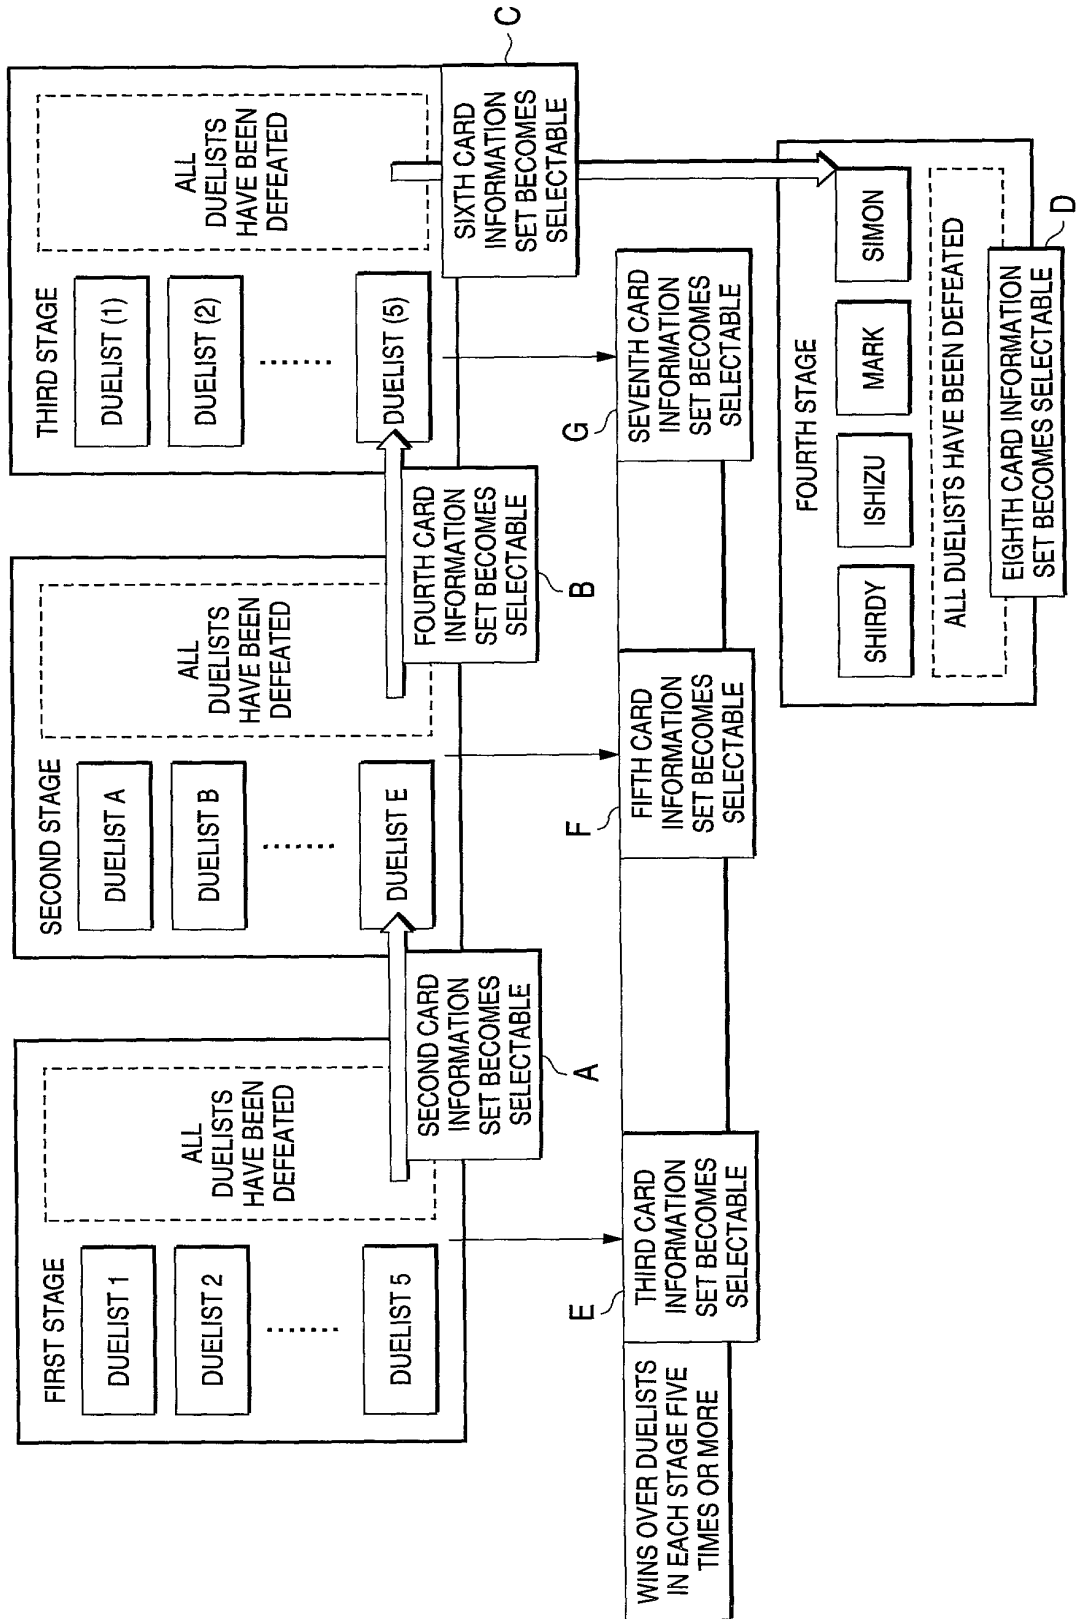 FIRST STAGE
DUELIST 1
DUELIST 2
DUELIST 5
ALL
DUELISTS
HAVE BEEN
DEFEATED
SECOND CARD
INFORMATION
SET BECOMES
SELECTABLE
A
SECOND STAGE
DUELIST A
DUELIST B
DUELIST E
ALL
DUELISTS
HAVE BEEN
DEFEATED
FOURTH CARD
INFORMATION
SET BECOMES
SELECTABLE
B
THIRD STAGE
DUELIST (1)
DUELIST (2)
DUELIST (5)
ALL
DUELISTS
HAVE BEEN
DEFEATED
SIXTH CARD
INFORMATION
SET BECOMES
SELECTABLE
C
WINS OVER DUELISTS
IN EACH STAGE FIVE
TIMES OR MORE
E
THIRD CARD
INFORMATION
SET BECOMES
SELECTABLE
F
FIFTH CARD
INFORMATION
SET BECOMES
SELECTABLE
G
SEVENTH CARD
INFORMATION
SET BECOMES
SELECTABLE
FOURTH STAGE
SHIRDY
ISHIZU
MARK
SIMON
ALL DUELISTS HAVE BEEN DEFEATED
EIGHTH CARD INFORMATION
SET BECOMES SELECTABLE
D